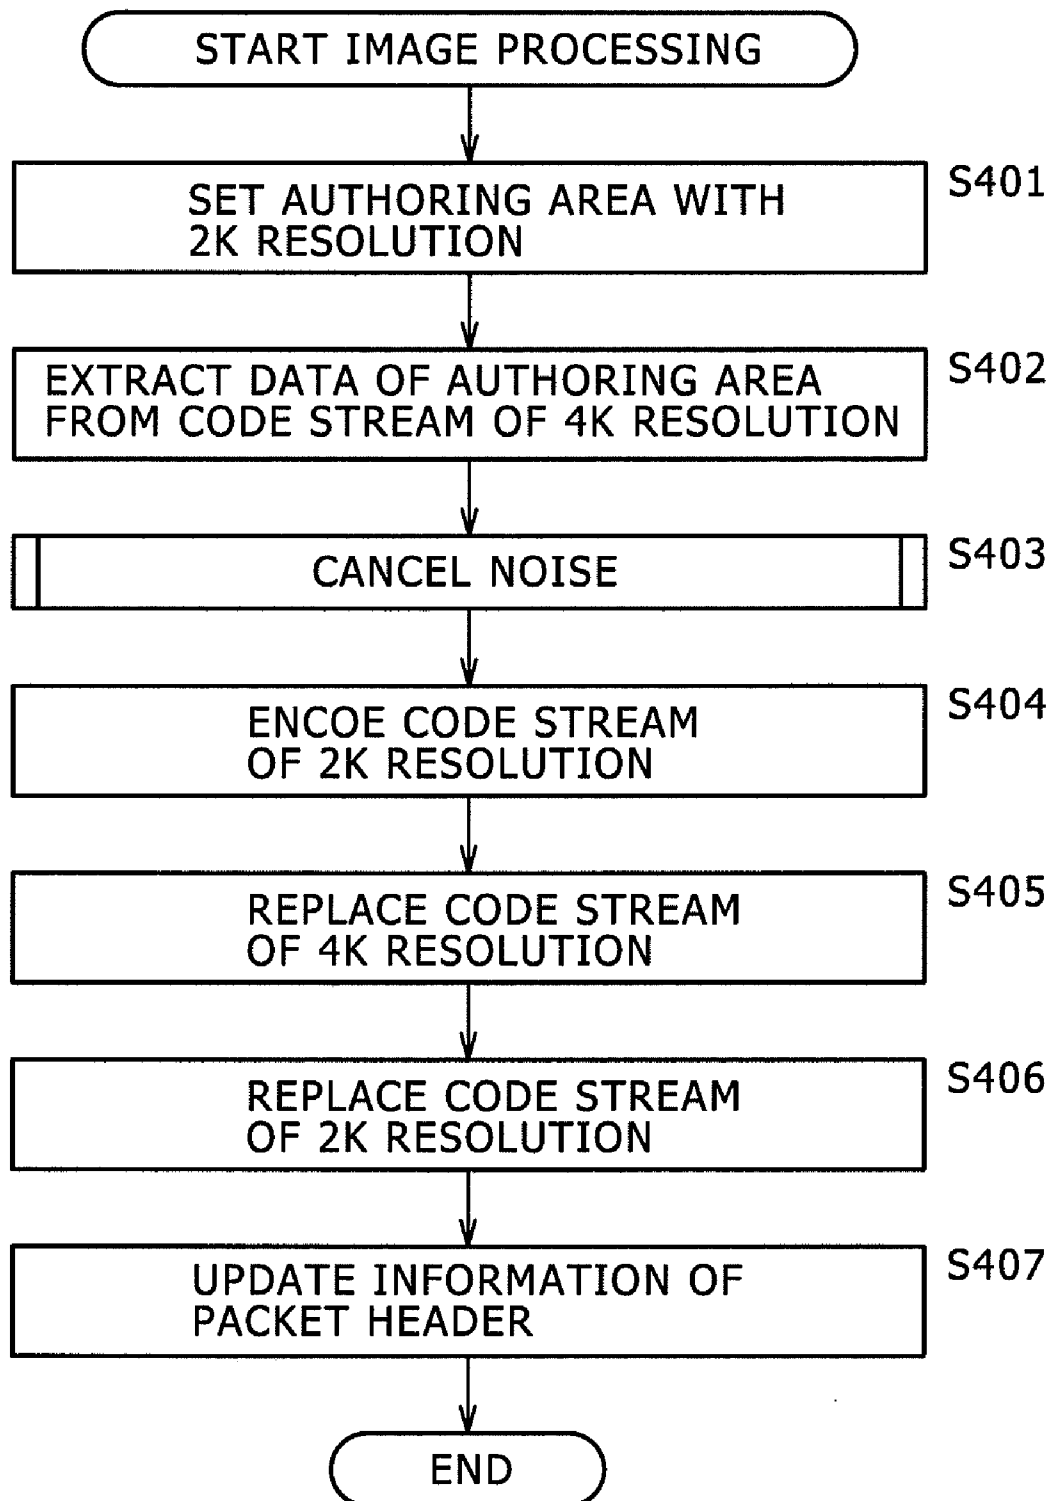 START IMAGE PROCESSING
S401
SET AUTHORING AREA WITH
2K RESOLUTION
S402
EXTRACT DATA OF AUTHORING AREA
FROM CODE STREAM OF 4K RESOLUTION
S403
CANCEL NOISE
S404
ENCOE CODE STREAM
OF 2K RESOLUTION
S405
REPLACE CODE STREAM
OF 4K RESOLUTION
S406
REPLACE CODE STREAM
OF 2K RESOLUTION
S407
UPDATE INFORMATION OF
PACKET HEADER
END